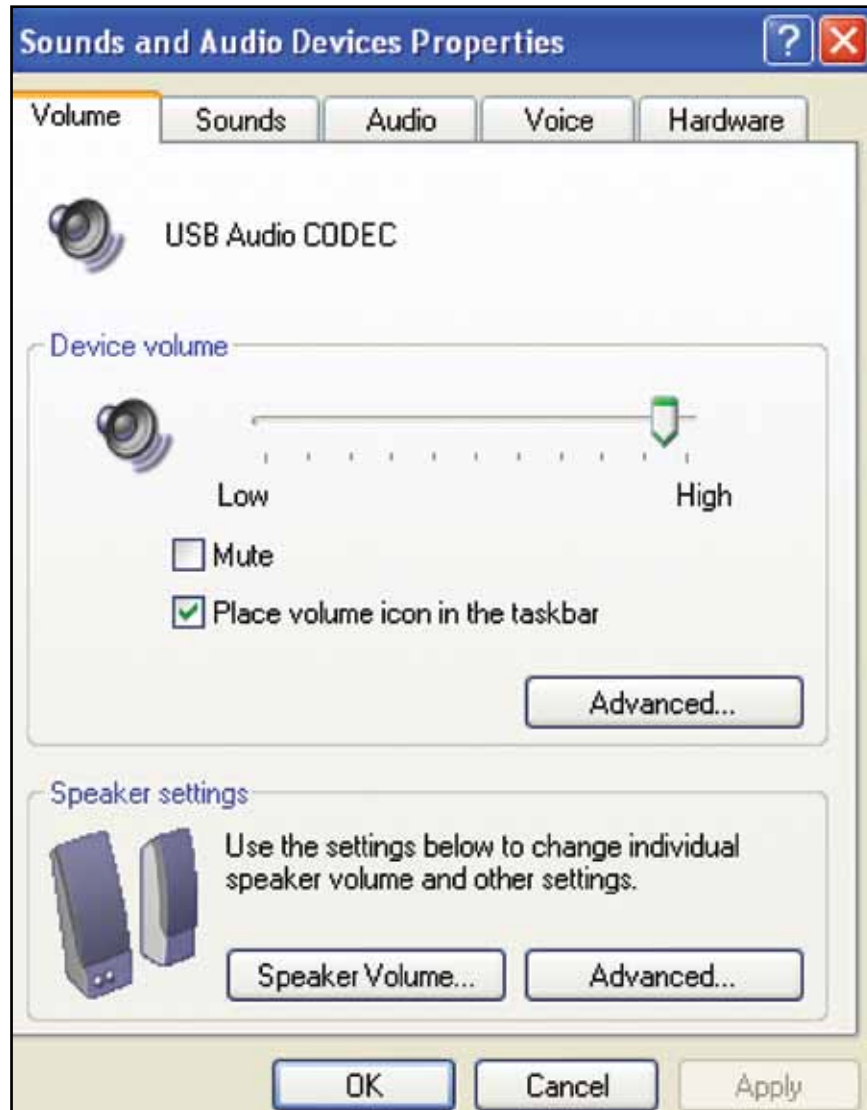 Sounds and Audio Devices Properties
?
Volume
Sounds
Audio
Voice
Hardware
USB Audio CODEC
Device volume
Low
High
Mute
Place volume icon in the taskbar
Advanced...
Speaker settings
Use the settings below to change individual
speaker volume and other settings.
Speaker Volume...
Advanced...
OK
Cancel
Apply